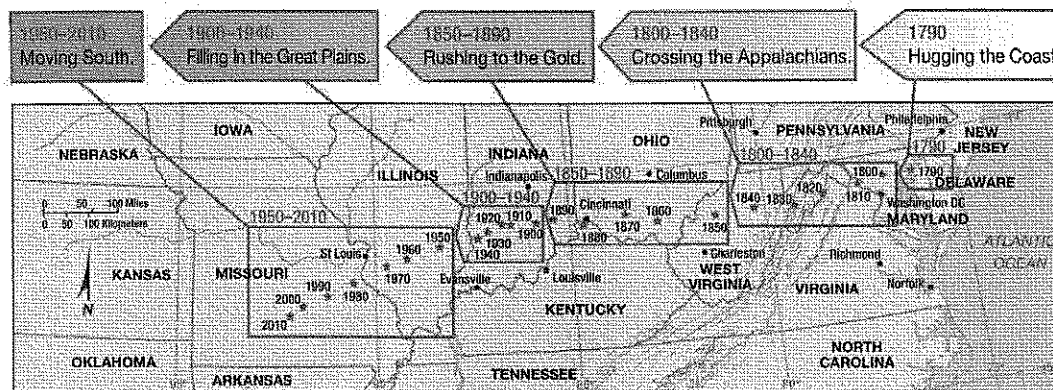 1950–2010
Moving South.
1900–1940
Filling in the Great Plains.
1850–1890
Rushing to the Gold.
1800–1840
Crossing the Appalachians.
1790
Hugging the Coast
IOWA
NEBRASKA
ILLINOIS
INDIANA
Indianapolis
OHIO
Columbus
Pittsburgh
PENNSYLVANIA
Philadelphia
NEW
JERSEY
1790
1790
DELAWARE
1800–1840
1800
1810
1820
1830
1840
Washington DC
MARYLAND
1850–1890
1890
Cincinnati
1880
1870
1860
1850
1900–1940
1920
1910
1900
1930
1940
1950–2010
1950
1960
1970
1980
1990
2000
2010
0 50 100 Miles
0 50 100 Kilometers
N
KANSAS
MISSOURI
St Louis
Evansville
Louisville
KENTUCKY
Charleston
WEST
VIRGINIA
Richmond
VIRGINIA
Norfolk
ATLANTIC
OCEAN
OKLAHOMA
ARKANSAS
TENNESSEE
NORTH
CAROLINA